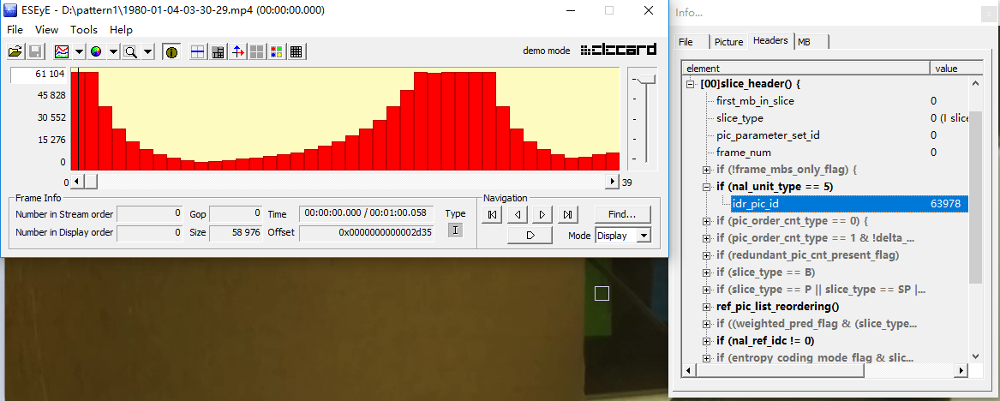 ESEyE - D:\pattern1\1980-01-04-03-30-29.mp4 (00:00:00.000)
File View Tools Help
demo mode elecard
61 104
45 828
30 552
15 276
0
0 39
Frame Info
Number in Stream order 0 Gop 0 Time 00:00:00.000 / 00:01:00.058 Type
Number in Display order 0 Size 58 976 Offset 0x0000000000002d35 I
Navigation
Find...
Mode Display
Info...
File Picture Headers MB
element value
[00]slice_header() {
first_mb_in_slice 0
slice_type 0 (I slice
pic_parameter_set_id 0
frame_num 0
if (!frame_mbs_only_flag) {
if (nal_unit_type == 5)
idr_pic_id 63978
if (pic_order_cnt_type == 0) {
if (pic_order_cnt_type == 1 & !delta_...
if (redundant_pic_cnt_present_flag)
if (slice_type == B)
if (slice_type == P || slice_type == SP |...
ref_pic_list_reordering()
if ((weighted_pred_flag & (slice_type...
if (nal_ref_idc != 0)
if (entropy_coding_mode_flag & slic...